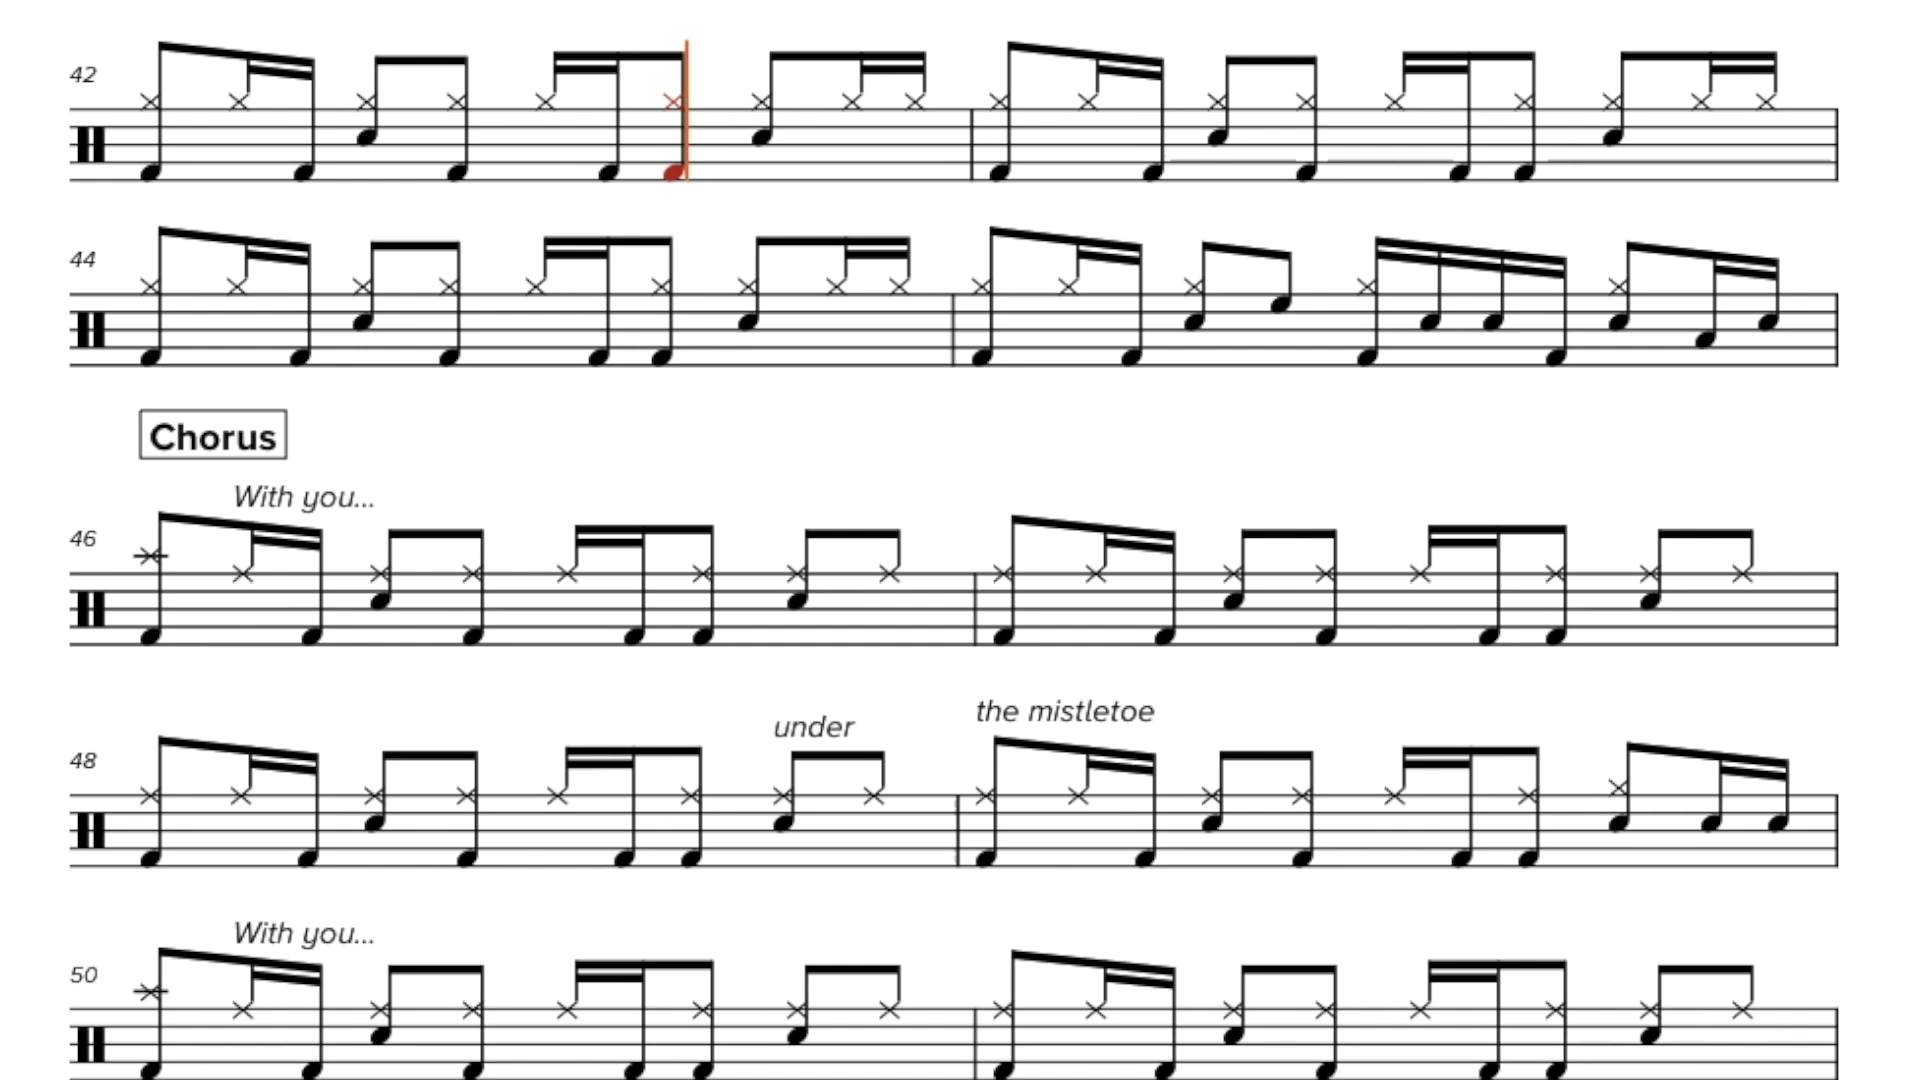 42
44
Chorus
With you...
46
under
the mistletoe
48
With you...
50